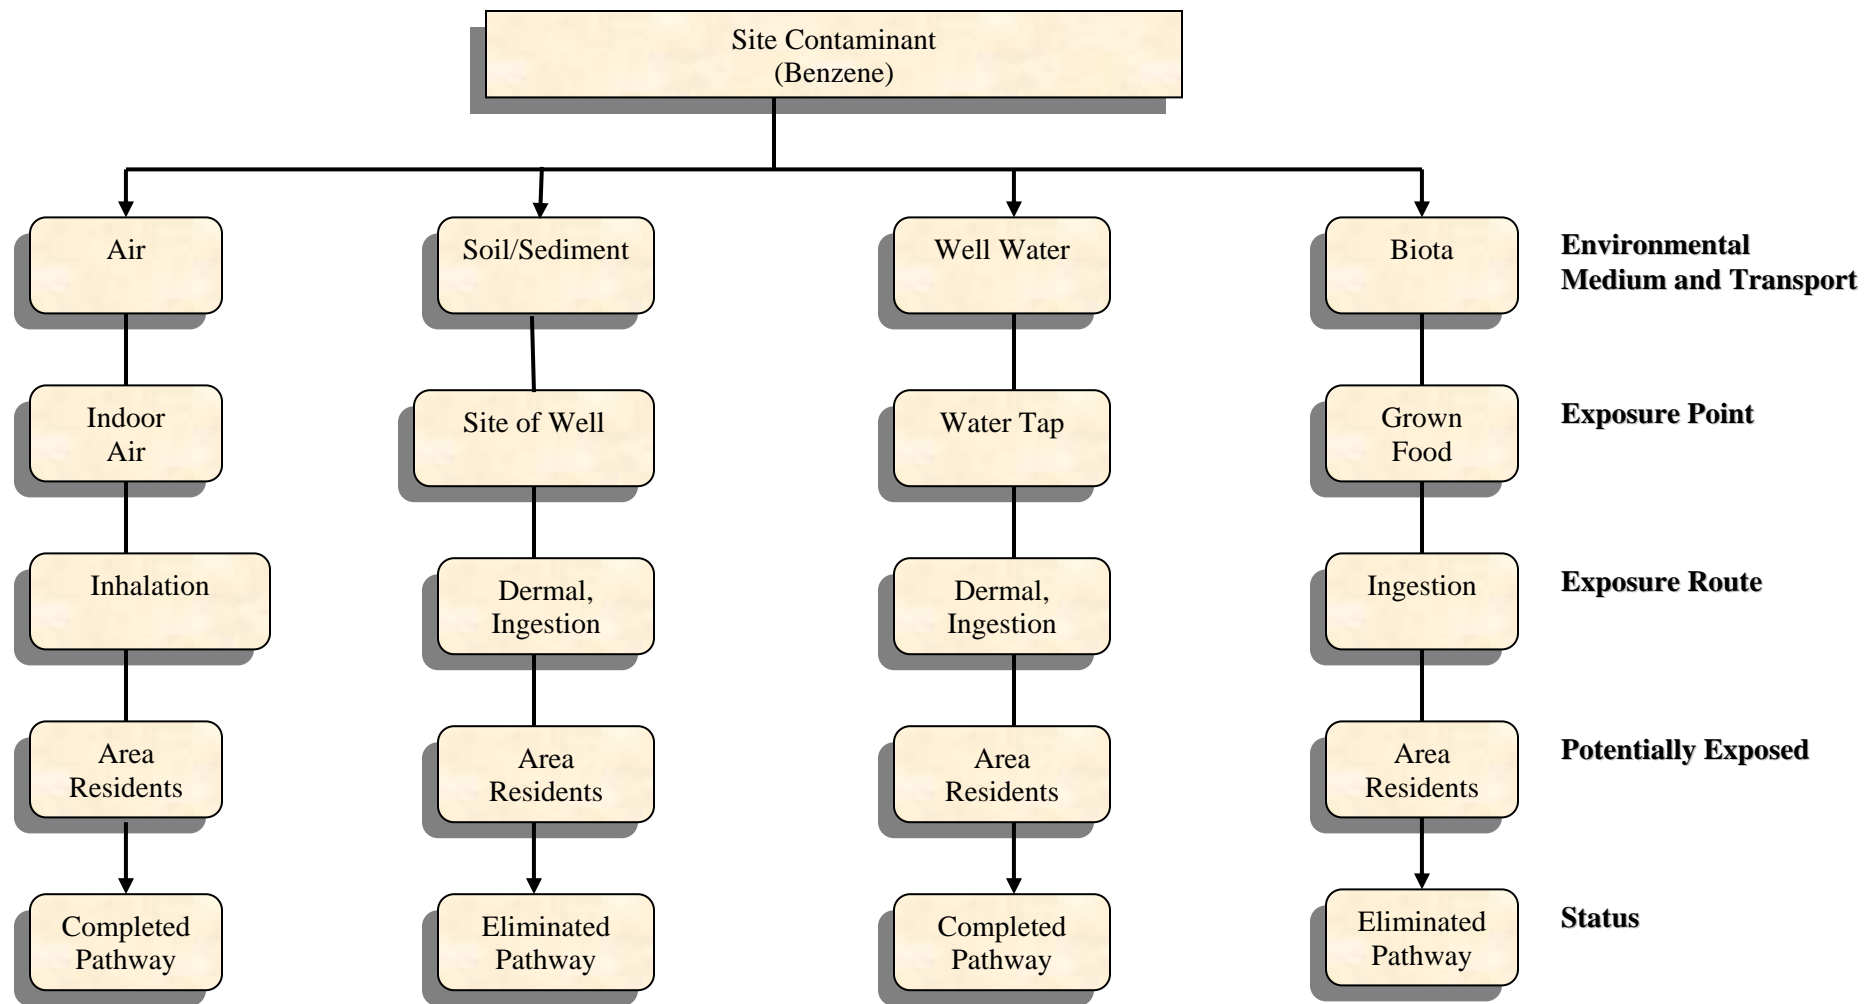 Site Contaminant
(Benzene)
Air
Soil/Sediment
Well Water
Biota
Environmental
Medium and Transport
Indoor
Air
Site of Well
Water Tap
Grown
Food
Exposure Point
Inhalation
Dermal,
Ingestion
Dermal,
Ingestion
Ingestion
Exposure Route
Area
Residents
Area
Residents
Area
Residents
Area
Residents
Potentially Exposed
Completed
Pathway
Eliminated
Pathway
Completed
Pathway
Eliminated
Pathway
Status